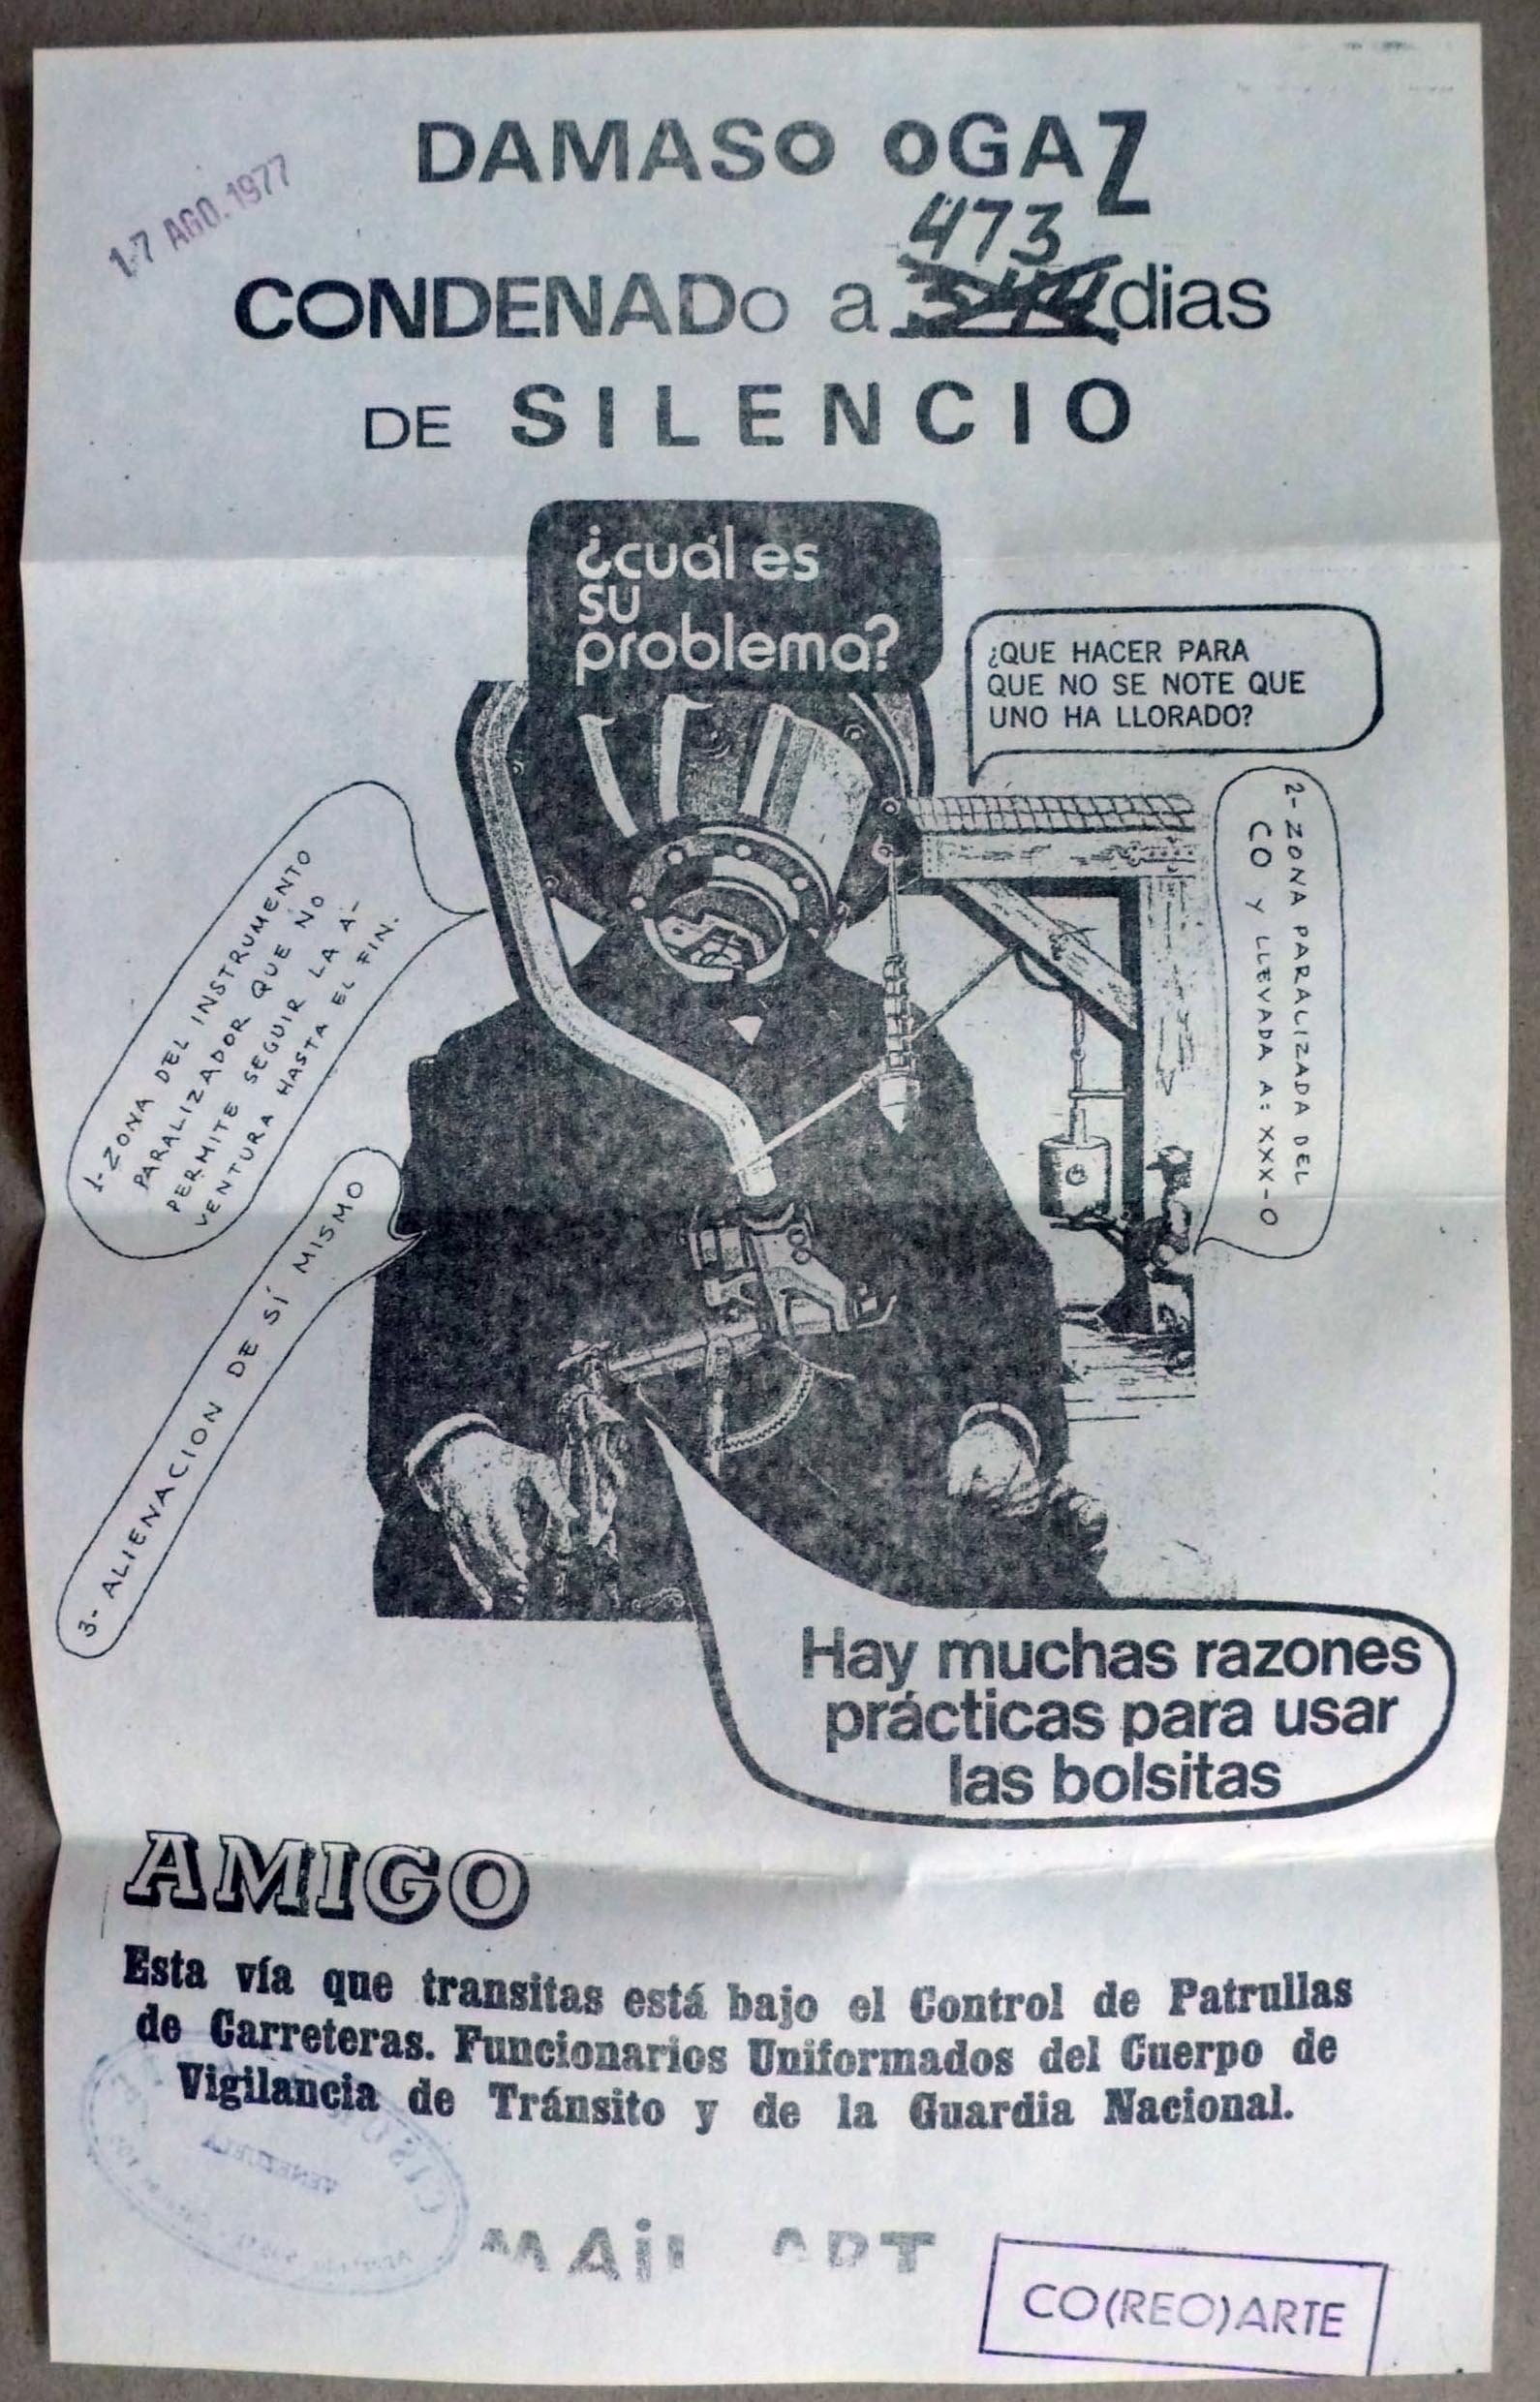 DAMASO OGAZ
17 AGO. 1977
473
CONDENADo a dias
DE SILENCIO
¿cuál es
su
problema?
¿QUE HACER PARA
QUE NO SE NOTE QUE
UNO HA LLORADO?
1- ZONA DEL INSTRUMENTO
PARALIZADOR QUE NO
PERMITE SEGUIR LA A-
VENTURA HASTA EL FIN.
2- ZONA PARALIZADA DEL
CO Y LLEVADA A: XXX-O
3- ALIENACION DE SÍ MISMO
Hay muchas razones
prácticas para usar
las bolsitas
AMIGO
Esta vía que transitas está bajo el Control de Patrullas
de Carreteras. Funcionarios Uniformados del Cuerpo de
Vigilancia de Tránsito y de la Guardia Nacional.
VENEZUELA
MAiL ART
CO(REO)ARTE